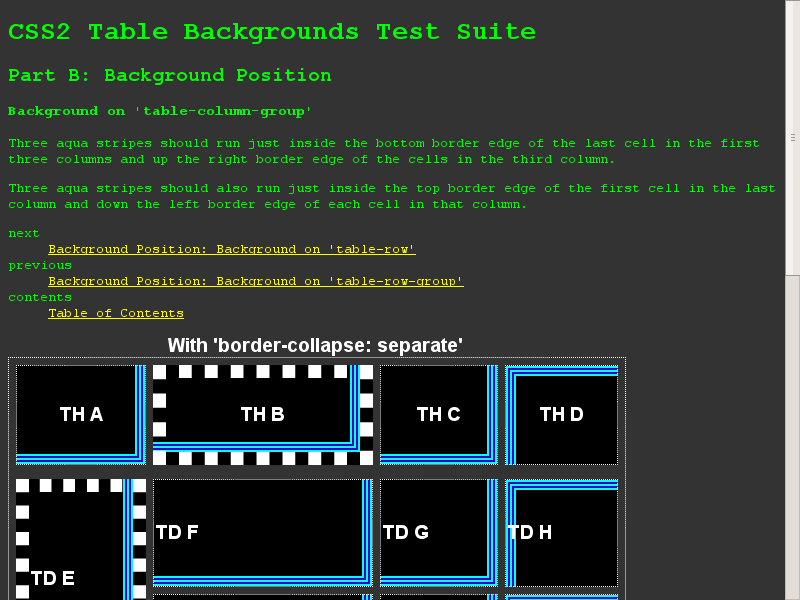 CSS2 Table Backgrounds Test Suite
Part B: Background Position
Background on 'table-column-group'
Three aqua stripes should run just inside the bottom border edge of the last cell in the first
three columns and up the right border edge of the cells in the third column.
Three aqua stripes should also run just inside the top border edge of the first cell in the last
column and down the left border edge of each cell in that column.
next
Background Position: Background on 'table-row'
previous
Background Position: Background on 'table-row-group'
contents
Table of Contents
With 'border-collapse: separate'
TH A TH B TH C TH D
TD E TD F TD G TD H